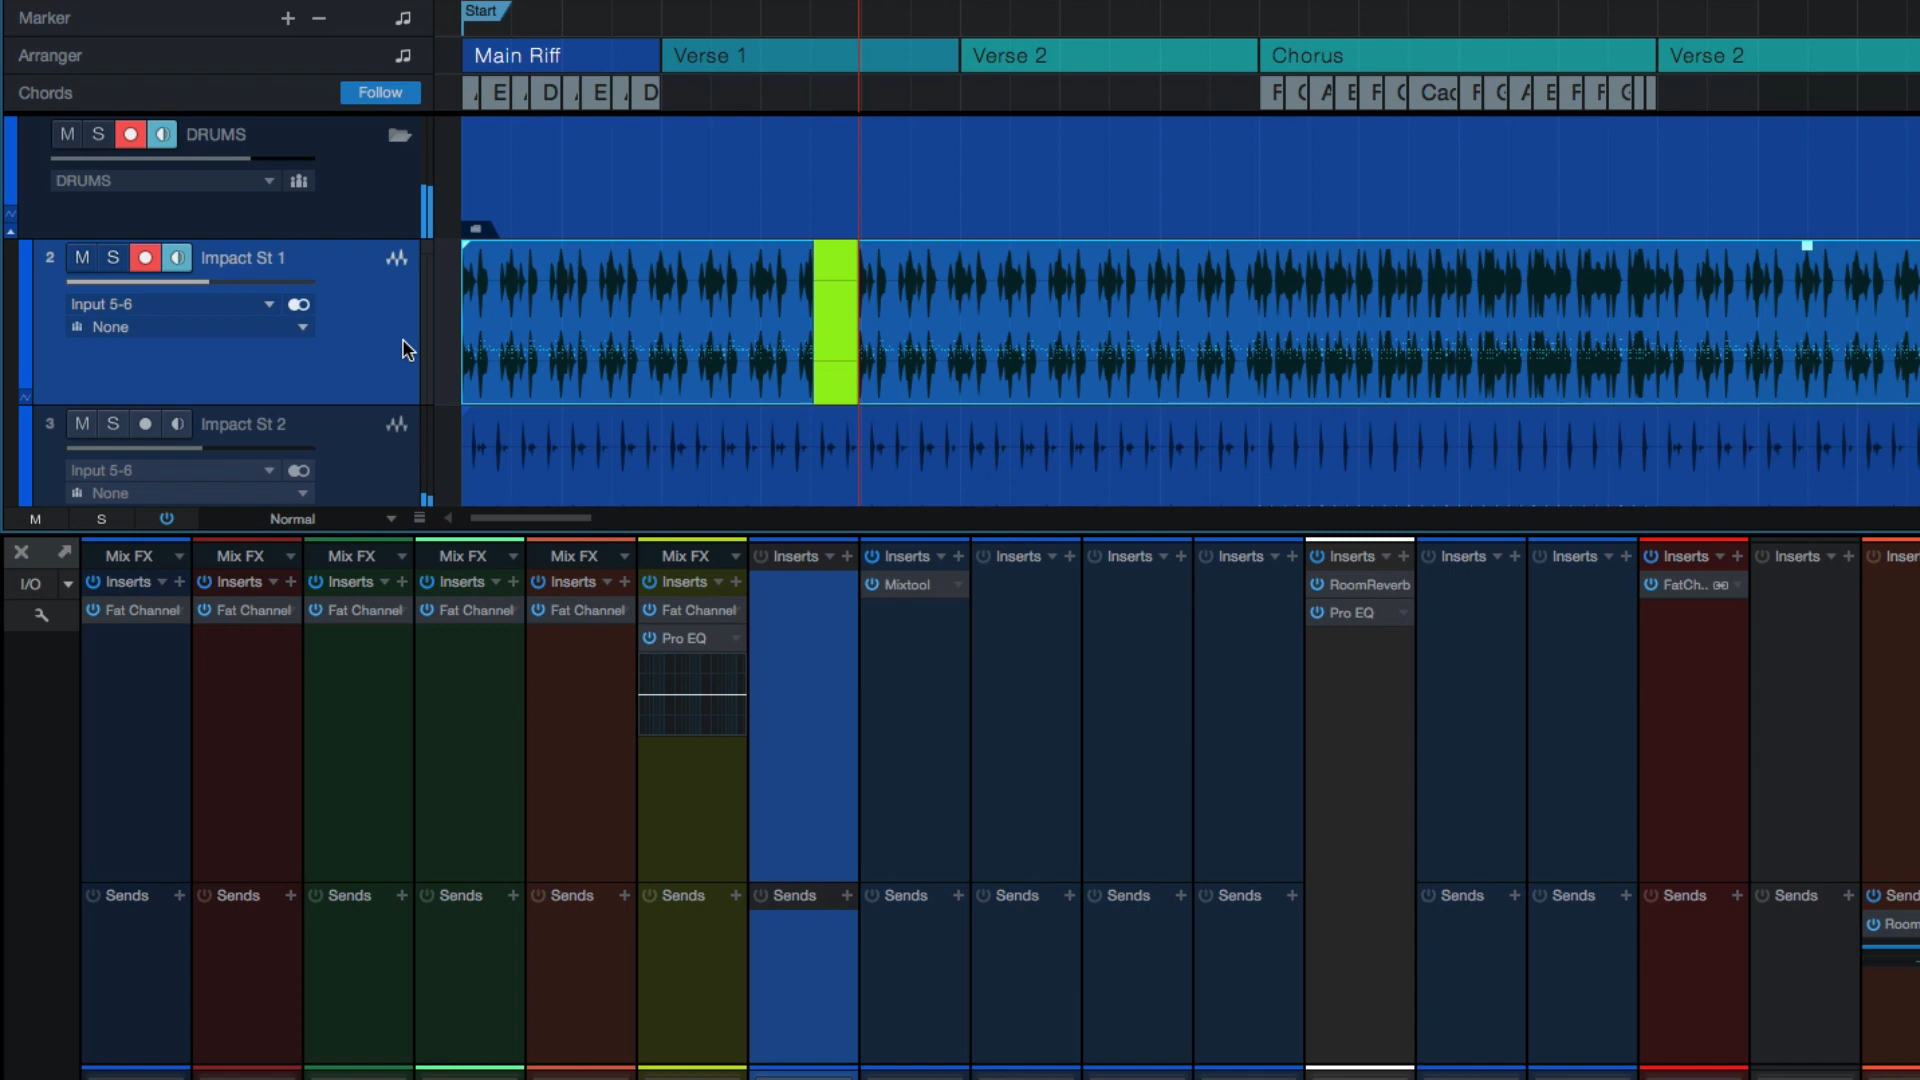 Marker
Start
Arranger
Main Riff Verse 1 Verse 2 Chorus Verse 2
Chords Follow
E D E D F A E F Cac F A E F F
M S DRUMS
DRUMS
2 M S Impact St 1
Input 5-6
None
3 M S Impact St 2
Input 5-6
None
M S Normal
Mix FX Mix FX Mix FX Mix FX Mix FX Mix FX Inserts Inserts Inserts Inserts Inserts Inserts Inserts Inserts Inserts Inserts Inser
I/O Inserts Inserts Inserts Inserts Inserts Inserts Mixtool RoomReverb FatCh..
Fat Channel Fat Channel Fat Channel Fat Channel Fat Channel Fat Channel Pro EQ
Pro EQ
Sends Sends Sends Sends Sends Sends Sends Sends Sends Sends Sends Sends Sends Sends Sends Send
Room